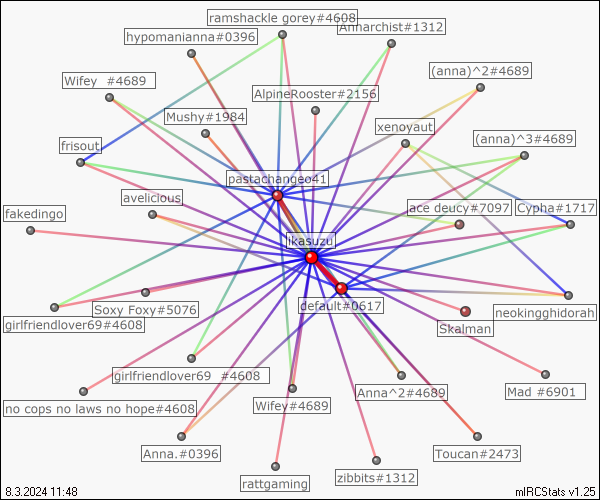 ramshackle gorey#4608
Annarchist#1312
hypomanianna#0396
(anna)^2#4689
Wifey #4689
AlpineRooster#2156
Mushy#1984
xenoyaut
(anna)^3#4689
frisout
pastachangeo41
avelicious
ace deucy#7097
Cypha#1717
fakedingo
likasuzu
default#0617
Soxy Foxy#5076
neokingghidorah
girlfriendlover69#4608
Skalman
girlfriendlover69 #4608
Anna^2#4689
Mad #6901
no cops no laws no hope#4608
Wifey#4689
Anna.#0396
Toucan#2473
zibbits#1312
rattgaming
8.3.2024 11:48
mIRCStats v1.25